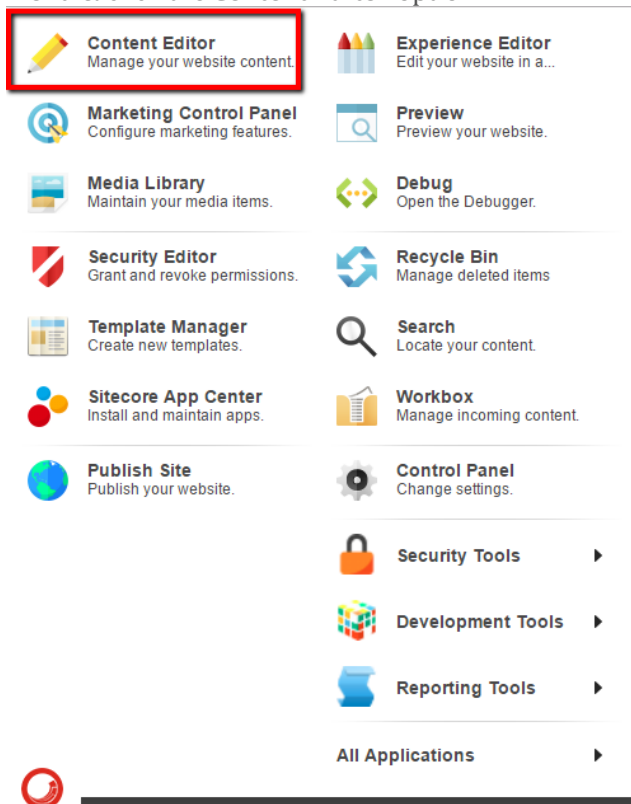 Content Editor
Manage your website content.
Marketing Control Panel
Configure marketing features.
Media Library
Maintain your media items.
Security Editor
Grant and revoke permissions.
Template Manager
Create new templates.
Sitecore App Center
Install and maintain apps.
Publish Site
Publish your website.
Experience Editor
Edit your website in a...
Preview
Preview your website.
Debug
Open the Debugger.
Recycle Bin
Manage deleted items
Search
Locate your content.
Workbox
Manage incoming content.
Control Panel
Change settings.
Security Tools
Development Tools
Reporting Tools
All Applications